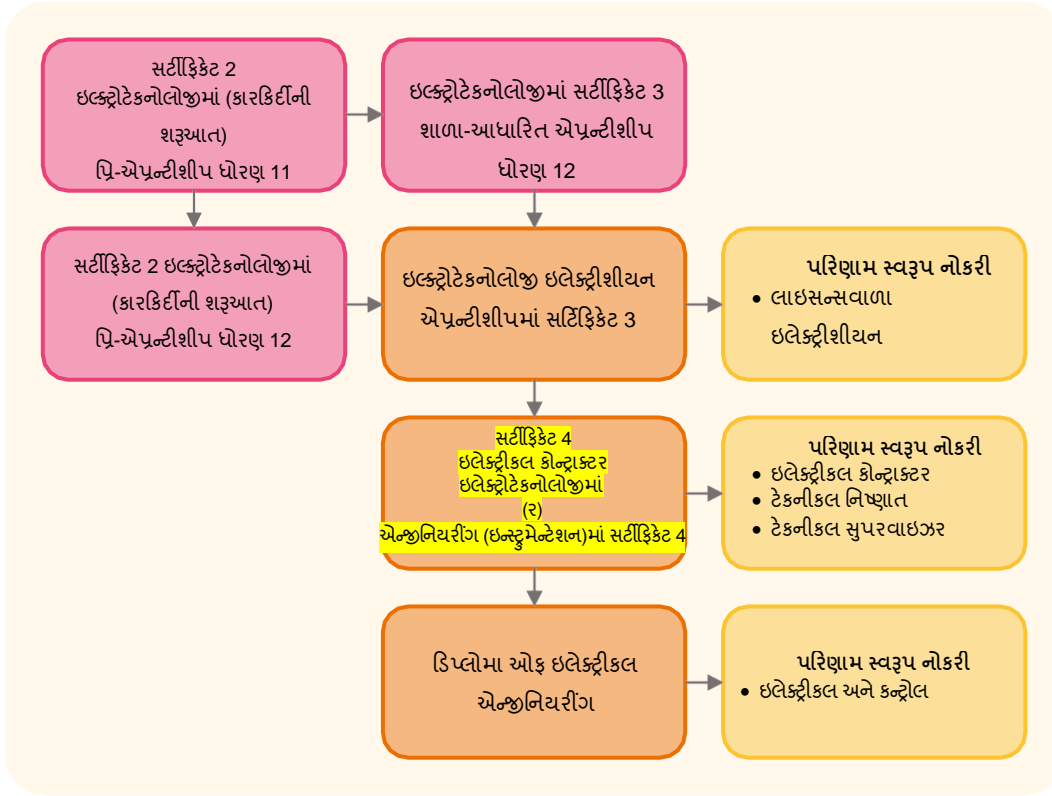 સર્ટીફિકેટ 2
ઇલ્ક્ટ્રોટેકનોલોજીમાં (કારકિર્દીની
શરૂઆત)
પ્રિ-એપ્રન્ટીશીપ ધોરણ 11
ઇલ્ક્ટ્રોટેકનોલોજીમાં સર્ટીફિકેટ 3
શાળા-આધારિત એપ્રન્ટીશીપ
ધોરણ 12
સર્ટીફિકેટ 2 ઇલ્ક્ટ્રોટેકનોલોજીમાં
(કારકિર્દીની શરૂઆત)
પ્રિ-એપ્રન્ટીશીપ ધોરણ 12
ઇલ્ક્ટ્રોટેકનોલોજી ઇલેક્ટ્રીશીયન
એપ્રન્ટીશીપમાં સર્ટિફિકેટ 3
પરિણામ સ્વરૂપ નોકરી
• લાઇસન્સવાળા
ઇલેક્ટ્રીશીયન
સર્ટીફિકેટ 4
ઇલેક્ટ્રીકલ કોન્ટ્રાક્ટર
ઇલેક્ટ્રોટેકનોલોજીમાં
(ર)
એન્જીનિયરીંગ (ઇન્સ્ટ્રુમેન્ટેશન)માં સર્ટીફિકેટ 4
પરિણામ સ્વરૂપ નોકરી
• ઇલેક્ટ્રીકલ કોન્ટ્રાક્ટર
• ટેકનીકલ નિષ્ણાત
• ટેકનીકલ સુપરવાઇઝર
ડિપ્લોમા ઓફ ઇલેક્ટ્રીકલ
એન્જીનિયરીંગ
પરિણામ સ્વરૂપ નોકરી
• ઇલેક્ટ્રીકલ અને કન્ટ્રોલ